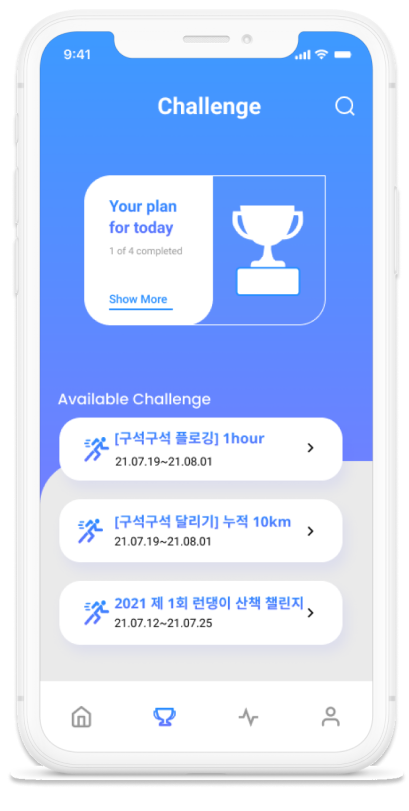 9:41
Challenge
Your plan
for today
1 of 4 completed
Show More
Available Challenge
[구석구석 플로깅] 1hour
21.07.19~21.08.01
[구석구석 달리기] 누적 10km
21.07.19~21.08.01
2021 제 1회 런댕이 산책 챌린지
21.07.12~21.07.25